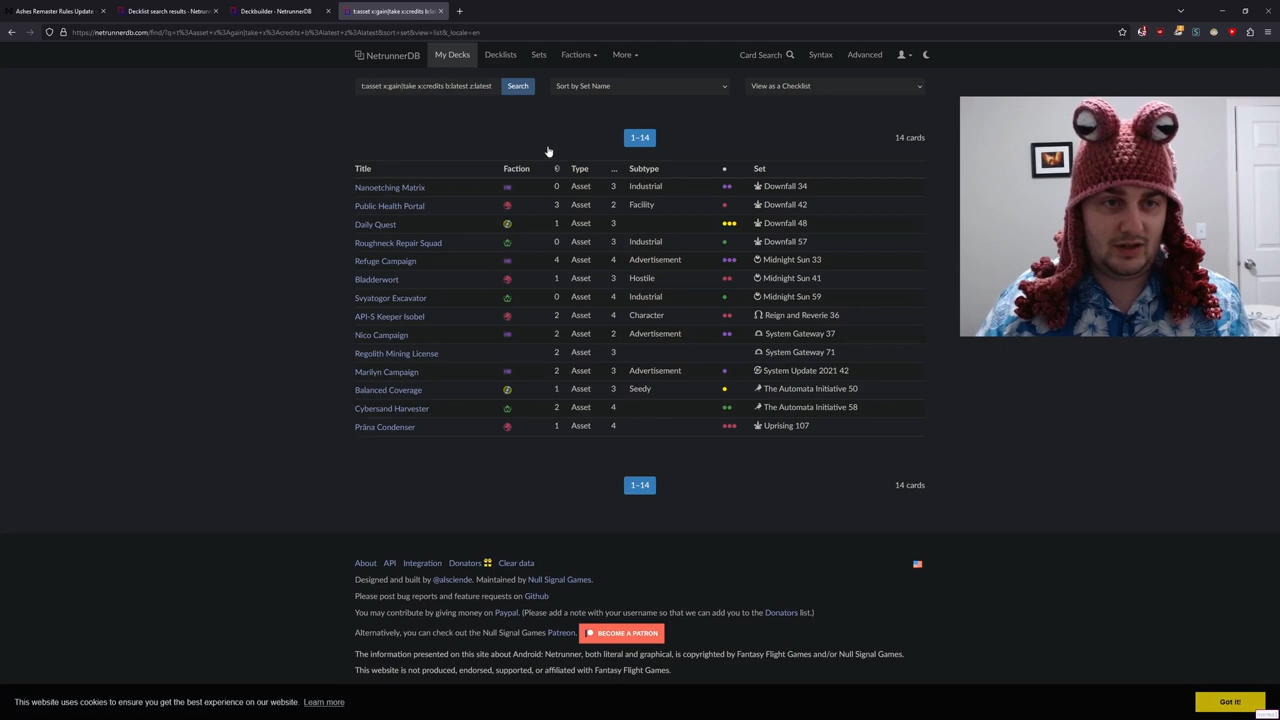 Ashes Remaster Rules Update
Decklist search results - Netrunn
Deckbuilder - NetrunnerDB
t:asset x:gain|take x:credits b:lat
https://netrunnerdb.com/find/?q=t%3Aasset+x%3Again|take+x%3Acredits+b%3Alatest+z%3Alatest&sort=set&view=list&_locale=en
NetrunnerDB My Decks Decklists Sets Factions More Card Search Syntax Advanced
t:asset x:gain|take x:credits b:latest z:latest Search Sort by Set Name View as a Checklist
1–14 14 cards
Title Faction Type ... Subtype Set
Nanoetching Matrix 0 Asset 3 Industrial Downfall 34
Public Health Portal 3 Asset 2 Facility Downfall 42
Daily Quest 1 Asset 3 Downfall 48
Roughneck Repair Squad 0 Asset 3 Industrial Downfall 57
Refuge Campaign 4 Asset 4 Advertisement Midnight Sun 33
Bladderwort 1 Asset 3 Hostile Midnight Sun 41
Svyatogor Excavator 0 Asset 4 Industrial Midnight Sun 59
API-S Keeper Isobel 2 Asset 4 Character Reign and Reverie 36
Nico Campaign 2 Asset 2 Advertisement System Gateway 37
Regolith Mining License 2 Asset 3 System Gateway 71
Marilyn Campaign 2 Asset 3 Advertisement System Update 2021 42
Balanced Coverage 1 Asset 3 Seedy The Automata Initiative 50
Cybersand Harvester 2 Asset 4 The Automata Initiative 58
Prāna Condenser 1 Asset 4 Uprising 107
1–14 14 cards
About API Integration Donators Clear data
Designed and built by @alsciende. Maintained by Null Signal Games.
Please post bug reports and feature requests on Github
You may contribute by giving money on Paypal. (Please add a note with your username so that we can add you to the Donators list.)
Alternatively, you can check out the Null Signal Games Patreon. BECOME A PATRON
The information presented on this site about Android: Netrunner, both literal and graphical, is copyrighted by Fantasy Flight Games and/or Null Signal Games.
This website is not produced, endorsed, supported, or affiliated with Fantasy Flight Games.
This website uses cookies to ensure you get the best experience on our website. Learn more Got it!